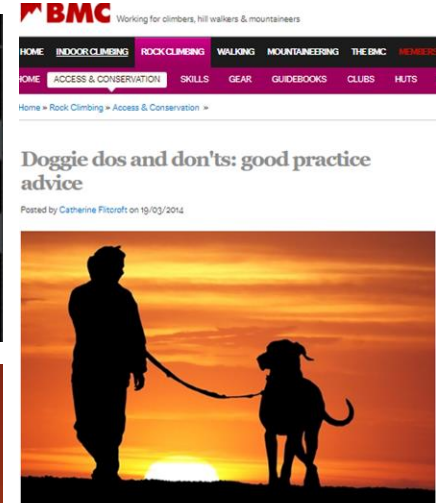 BMC Working for climbers, hill walkers & mountaineers
HOME INDOOR CLIMBING ROCK CLIMBING WALKING MOUNTAINEERING THE BMC MEMBERS
HOME ACCESS & CONSERVATION SKILLS GEAR GUIDEBOOKS CLUBS HUTS
Home » Rock Climbing » Access & Conservation »
Doggie dos and don'ts: good practice
advice
Posted by Catherine Flitcroft on 19/03/2014